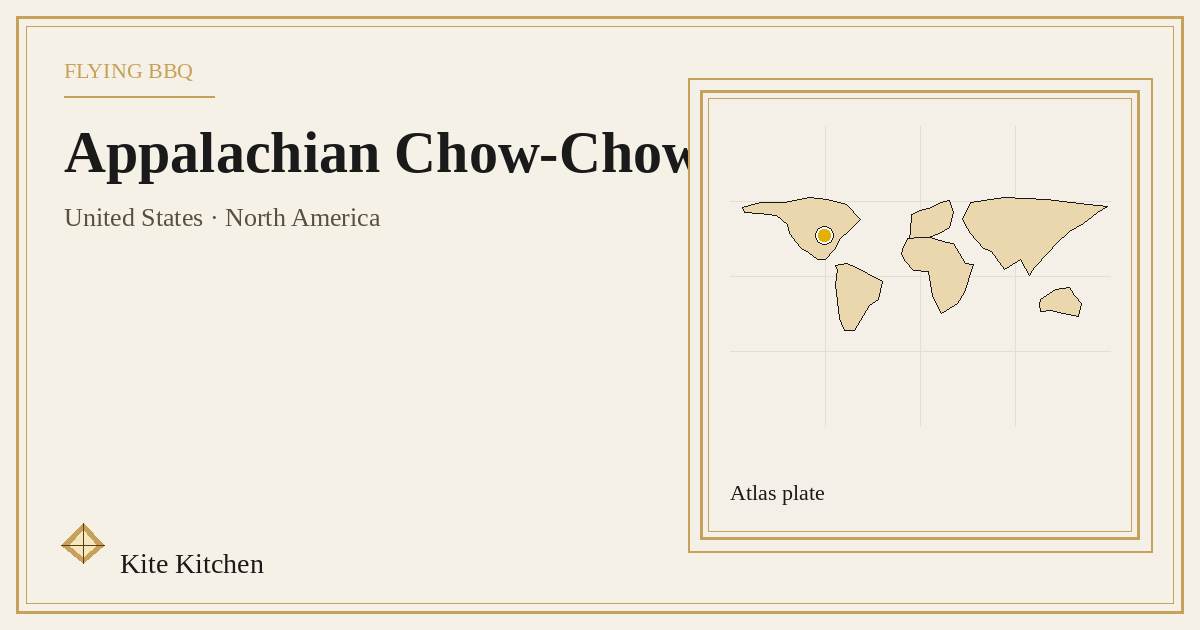 FLYING BBQ
Appalachian Chow-Chow
United States · North America
Atlas plate
Kite Kitchen